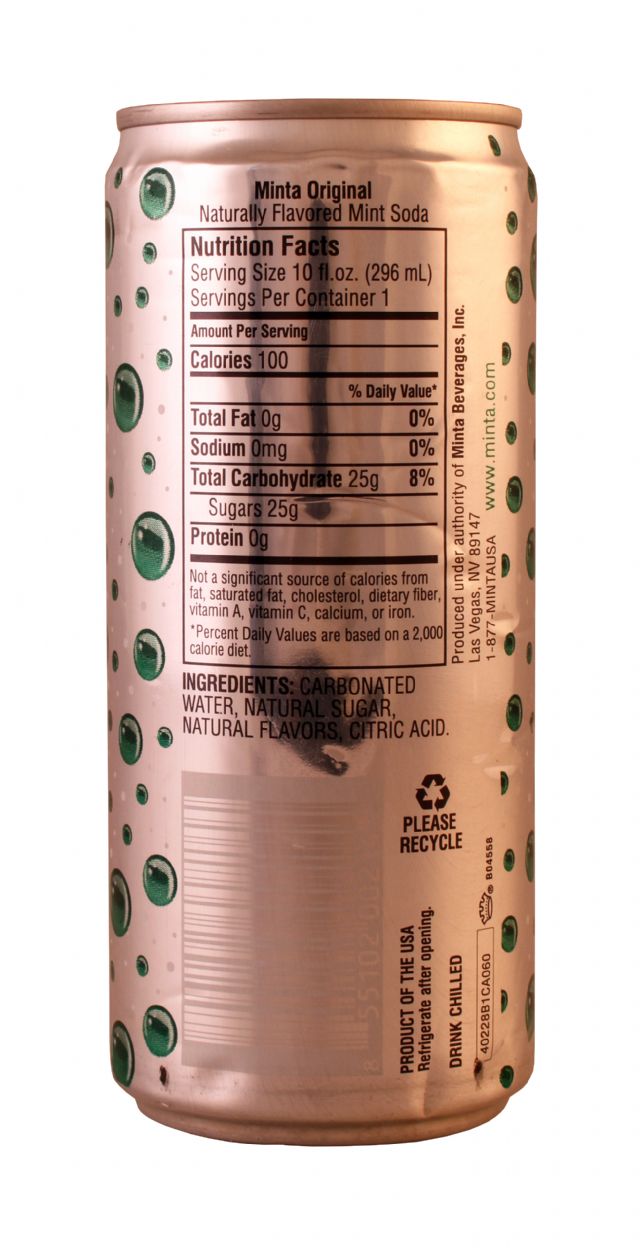 Minta Original
Naturally Flavored Mint Soda
Nutrition Facts
Serving Size 10 fl.oz. (296 mL)
Servings Per Container 1
Amount Per Serving
Calories 100
% Daily Value*
Total Fat 0g 0%
Sodium 0mg 0%
Total Carbohydrate 25g 8%
Sugars 25g
Protein 0g
Not a significant source of calories from
fat, saturated fat, cholesterol, dietary fiber,
vitamin A, vitamin C, calcium, or iron.
*Percent Daily Values are based on a 2,000
calorie diet.
INGREDIENTS: CARBONATED
WATER, NATURAL SUGAR,
NATURAL FLAVORS, CITRIC ACID.
Produced under authority of Minta Beverages, Inc.
Las Vegas, NV 89147
1-877-MINTAUSA www.minta.com
PLEASE
RECYCLE
PRODUCT OF THE USA
Refrigerate after opening.
DRINK CHILLED
40228B1CA060
B04558